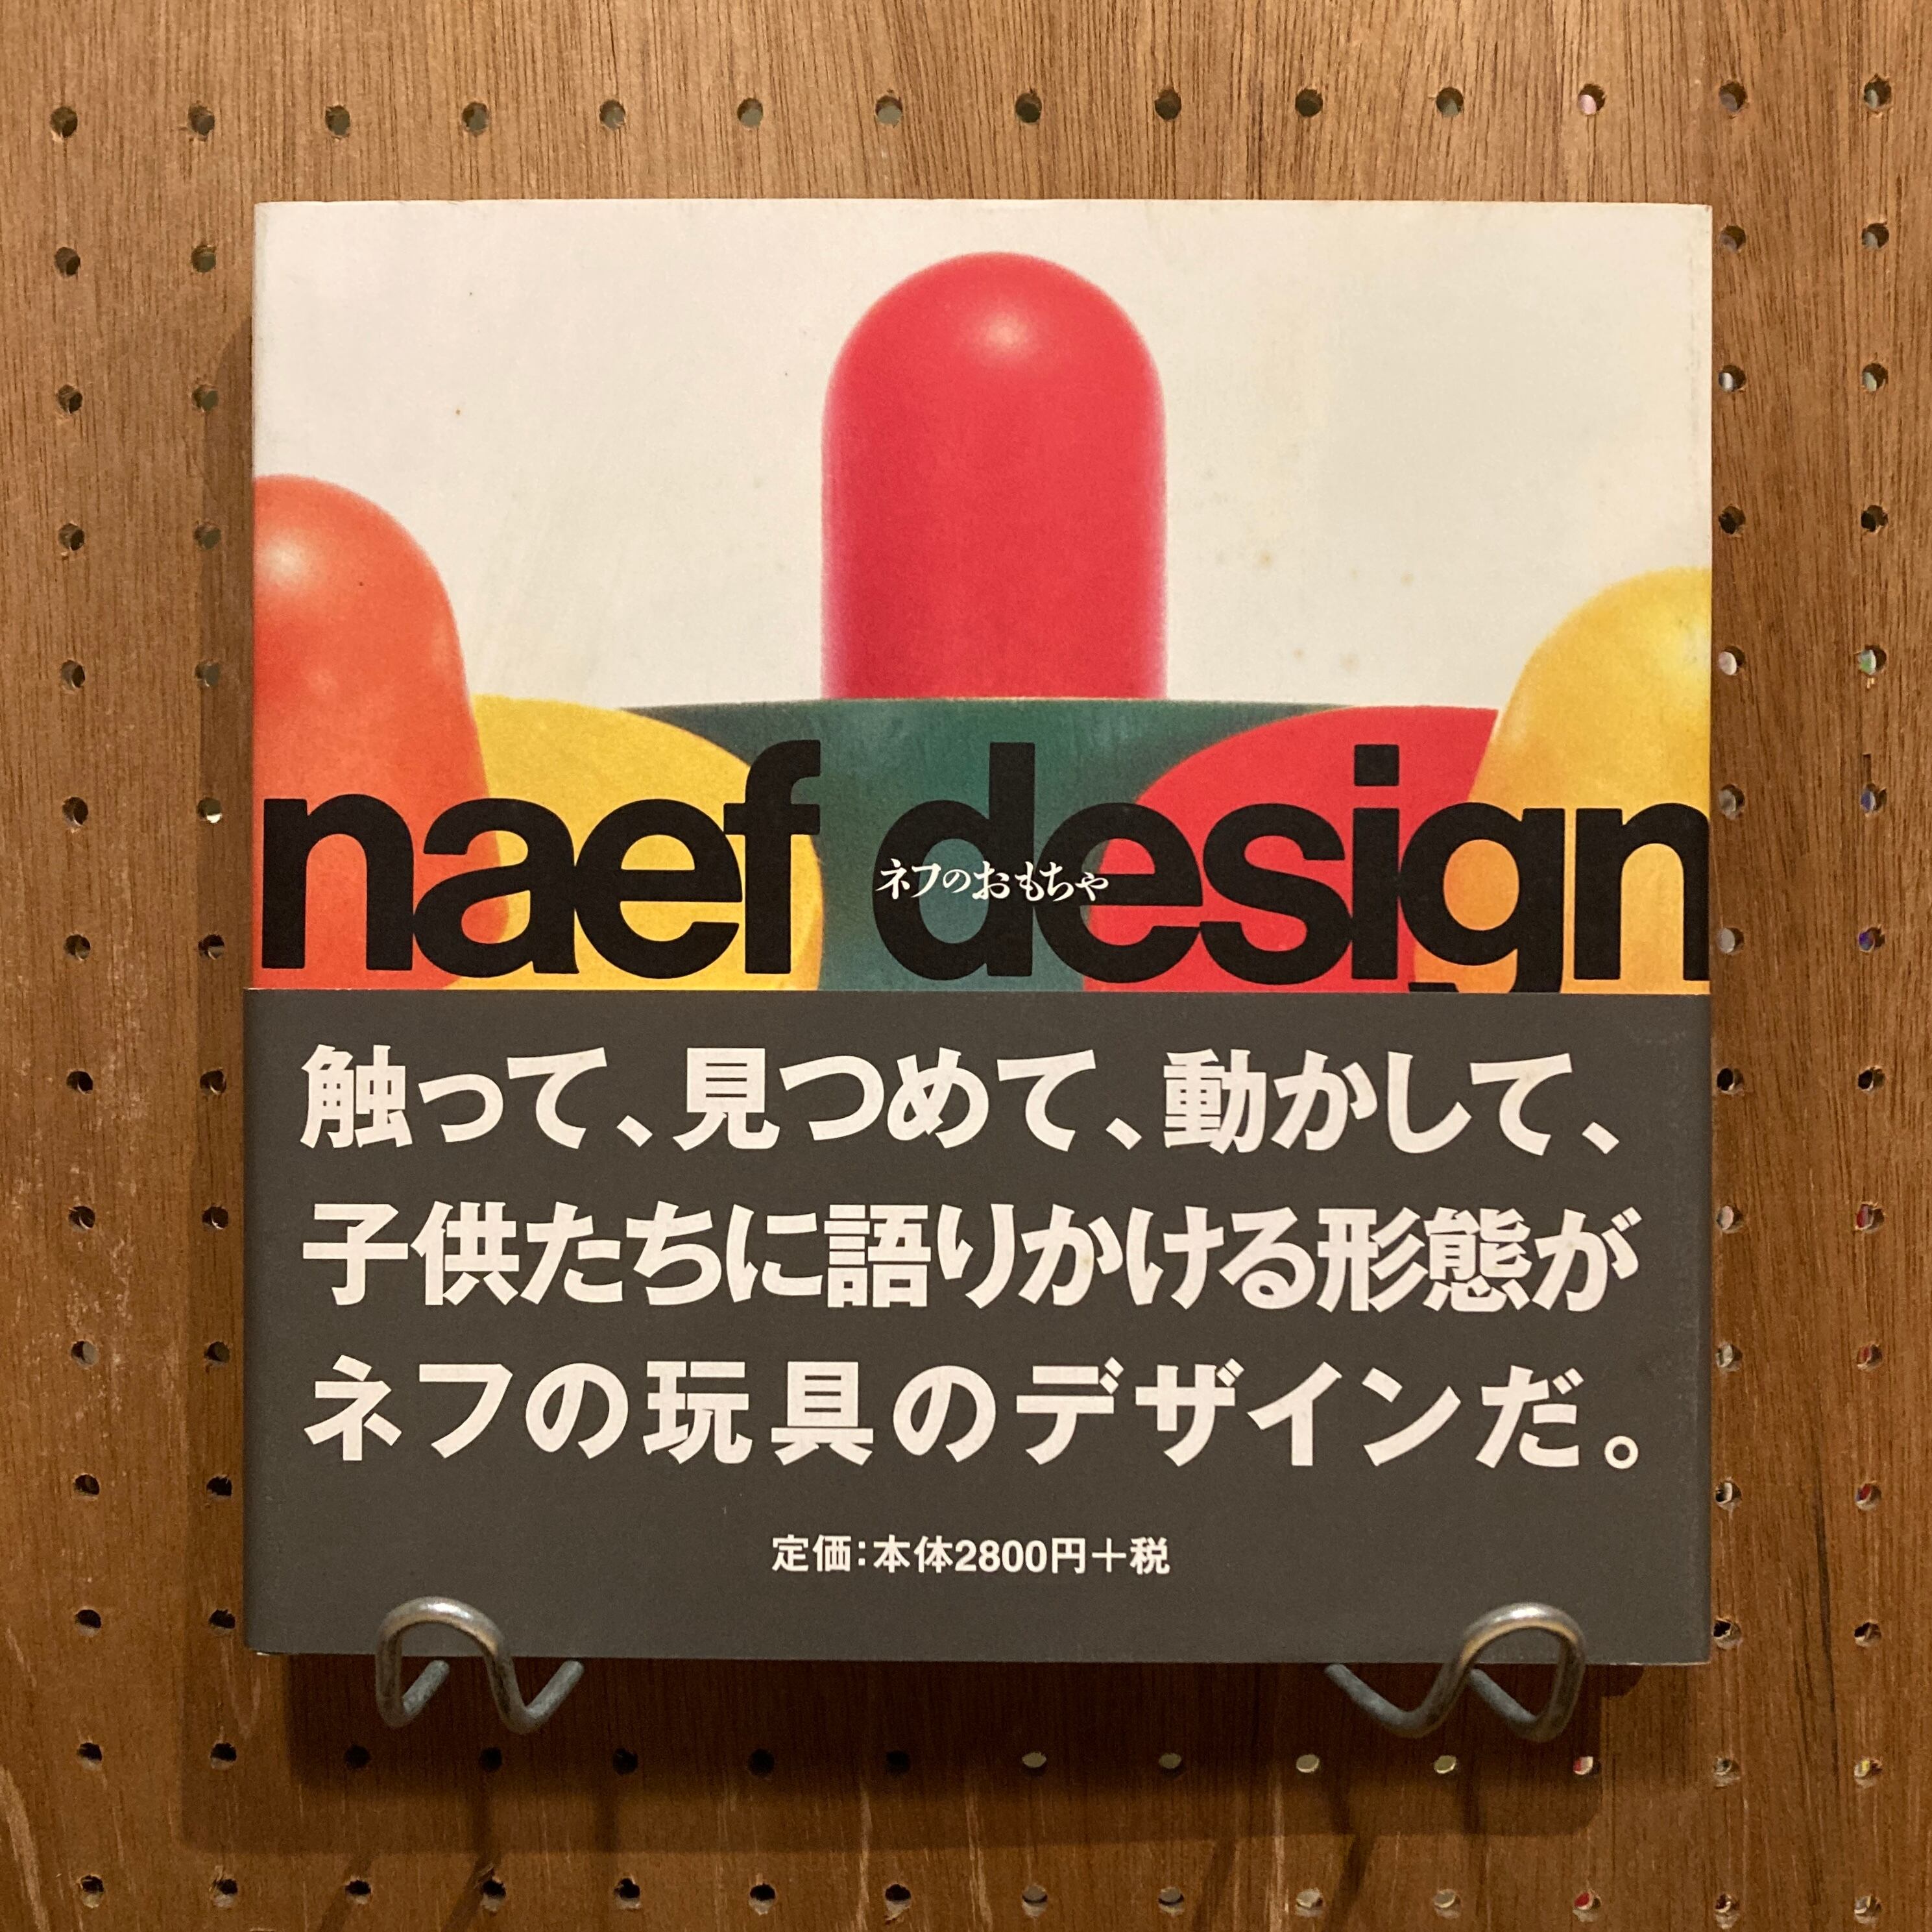 naef design
ネフのおもちゃ
触って、見つめて、動かして、
子供たちに語りかける形態が
ネフの玩具のデザインだ。
定価：本体2800円＋税